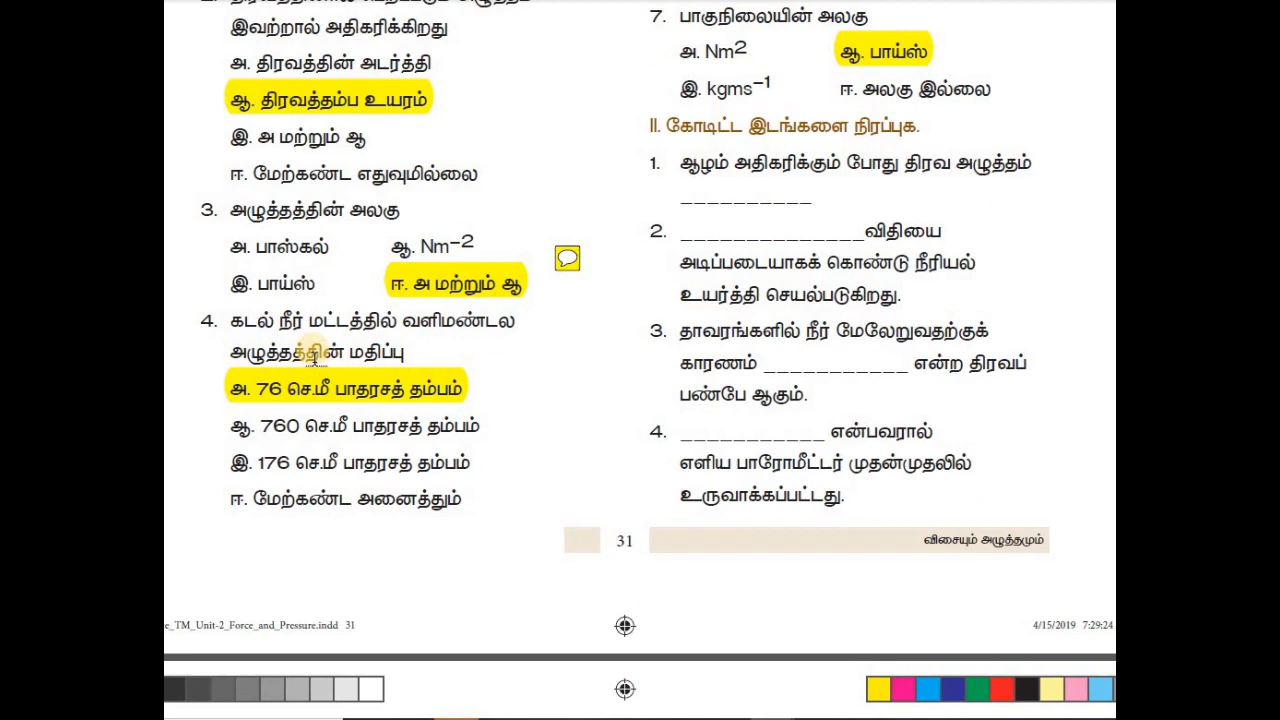 இவற்றால் அதிகரிக்கிறது
அ. திரவத்தின் அடர்த்தி
ஆ. திரவத்தம்ப உயரம்
இ. அ மற்றும் ஆ
ஈ. மேற்கண்ட எதுவுமில்லை
3. அழுத்தத்தின் அலகு
அ. பாஸ்கல் ஆ. Nm⁻²
இ. பாய்ஸ் ஈ. அ மற்றும் ஆ
4. கடல் நீர் மட்டத்தில் வளிமண்டல
அழுத்தத்தின் மதிப்பு
அ. 76 செ.மீ பாதரசத் தம்பம்
ஆ. 760 செ.மீ பாதரசத் தம்பம்
இ. 176 செ.மீ பாதரசத் தம்பம்
ஈ. மேற்கண்ட அனைத்தும்
7. பாகுநிலையின் அலகு
அ. Nm² ஆ. பாய்ஸ்
இ. kgms⁻¹ ஈ. அலகு இல்லை
II. கோடிட்ட இடங்களை நிரப்புக.
1. ஆழம் அதிகரிக்கும் போது திரவ அழுத்தம்
__________
2. ______________விதியை
அடிப்படையாகக் கொண்டு நீரியல்
உயர்த்தி செயல்படுகிறது.
3. தாவரங்களில் நீர் மேலேறுவதற்குக்
காரணம் ___________ என்ற திரவப்
பண்பே ஆகும்.
4. ___________ என்பவரால்
எளிய பாரோமீட்டர் முதன்முதலில்
உருவாக்கப்பட்டது.
31 விசையும் அழுத்தமும்
e_TM_Unit-2_Force_and_Pressure.indd 31 4/15/2019 7:29:24